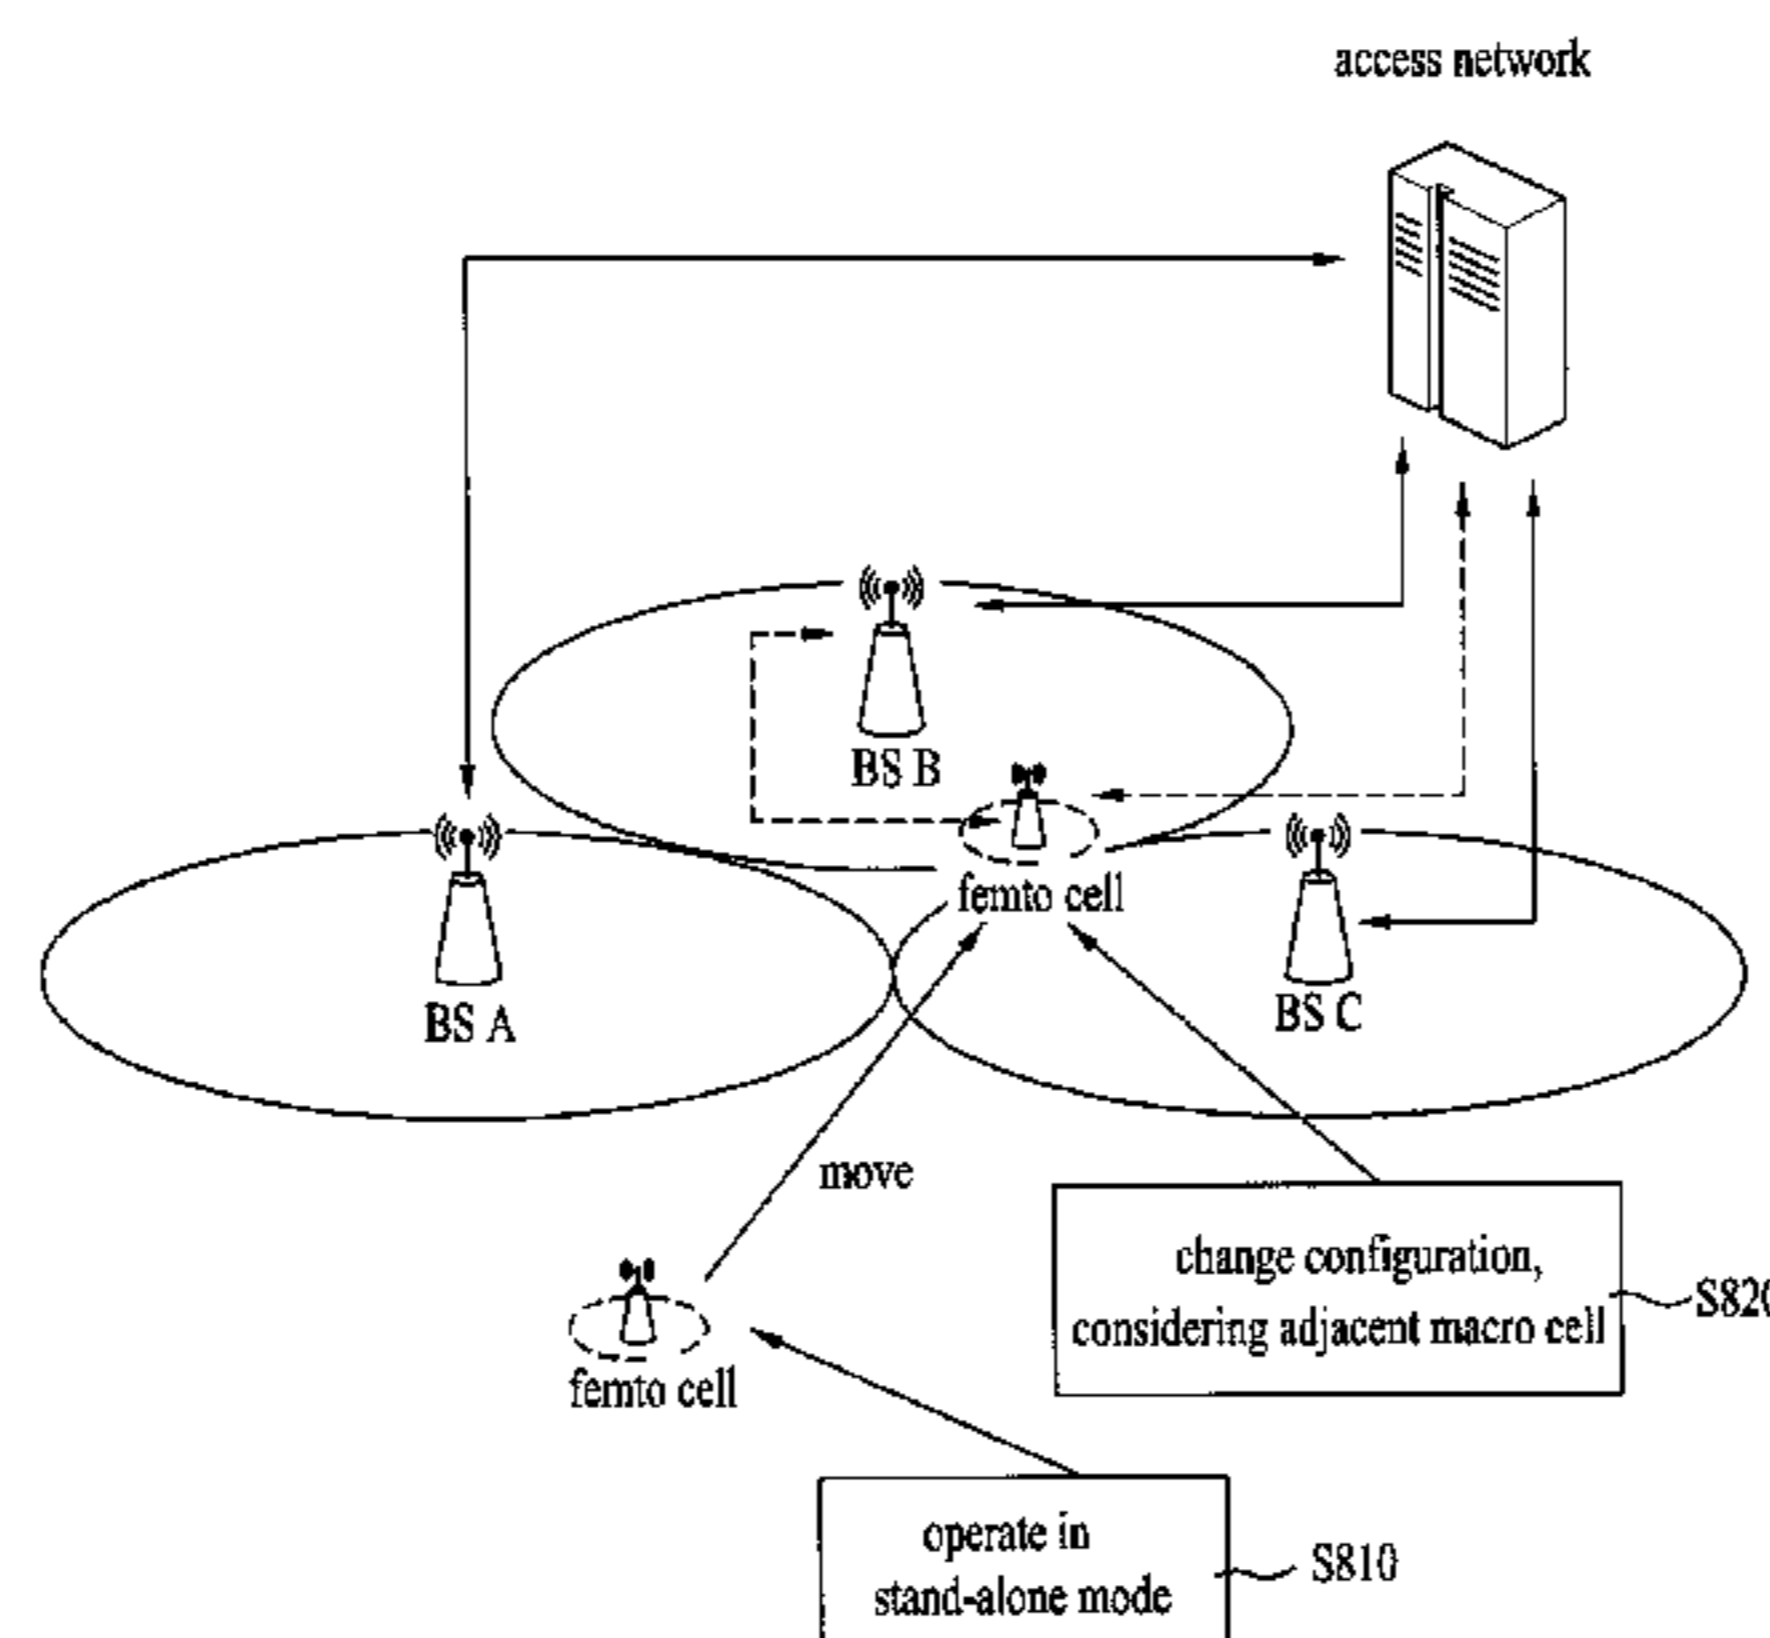 access network
BS B
femto cell
BS A
BS C
move
change configuration,
considering adjacent macro cell
S820
femto cell
operate in
stand-alone mode
S810